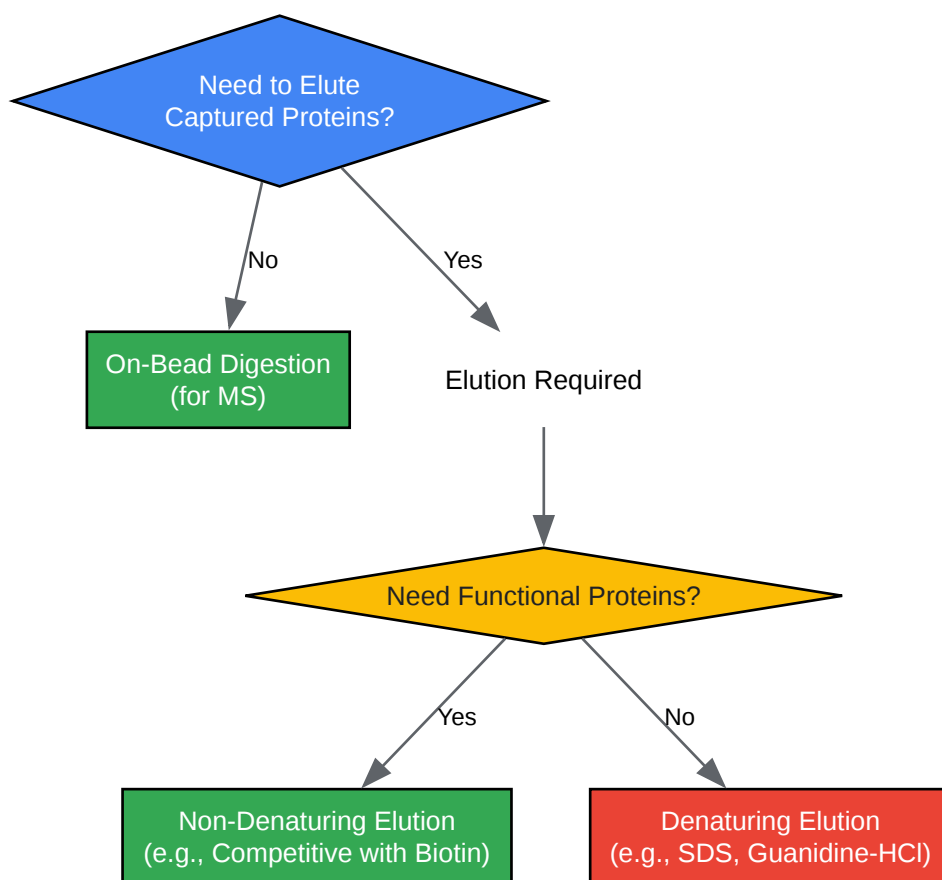 Need to Elute
Captured Proteins?
No
Yes
On-Bead Digestion
(for MS)
Elution Required
Need Functional Proteins?
Yes
No
Non-Denaturing Elution
(e.g., Competitive with Biotin)
Denaturing Elution
(e.g., SDS, Guanidine-HCl)